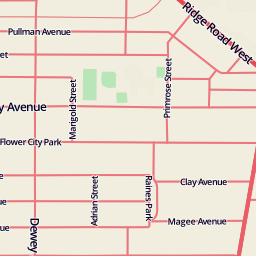 Pullman Avenue
Ridge Road West
Marigold Street
Primrose Street
Avenue
Flower City Park
Clay Avenue
Raines Park
Adrian Street
Magee Avenue
Dewey